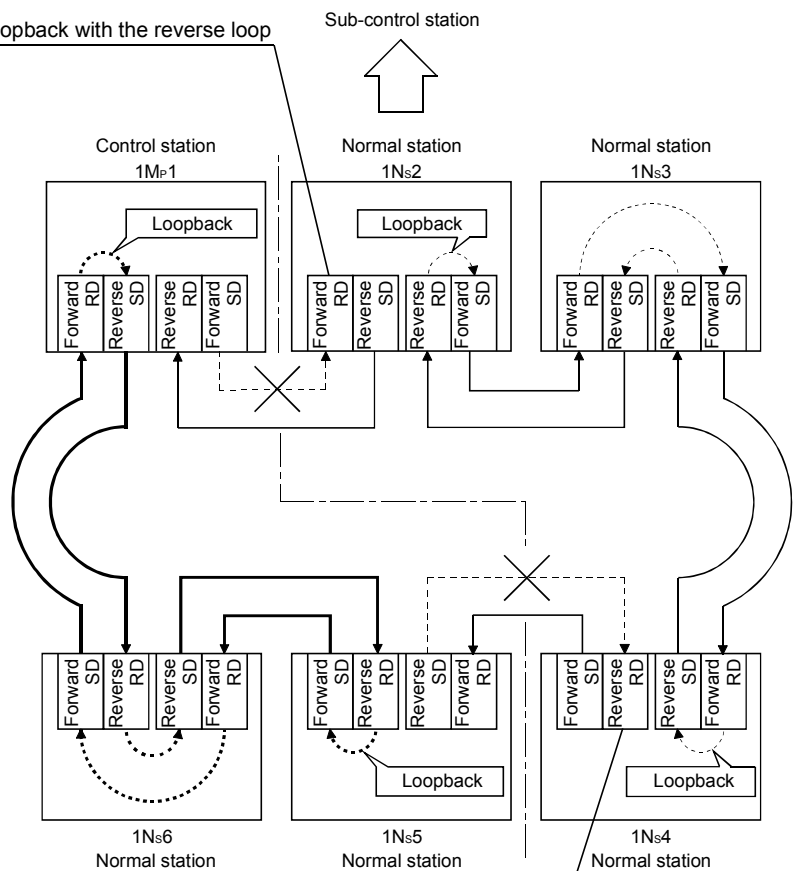 opback with the reverse loop
Sub-control station
Control station
1MP1
Normal station
1NS2
Normal station
1NS3
Loopback
Loopback
Forward RD
Reverse SD
Reverse RD
Forward SD
Forward RD
Reverse SD
Reverse RD
Forward SD
Forward RD
Reverse SD
Reverse RD
Forward SD
Forward SD
Reverse RD
Reverse SD
Forward RD
Forward SD
Reverse RD
Reverse SD
Forward RD
Forward SD
Reverse RD
Reverse SD
Forward RD
Loopback
Loopback
1NS6
Normal station
1NS5
Normal station
1NS4
Normal station